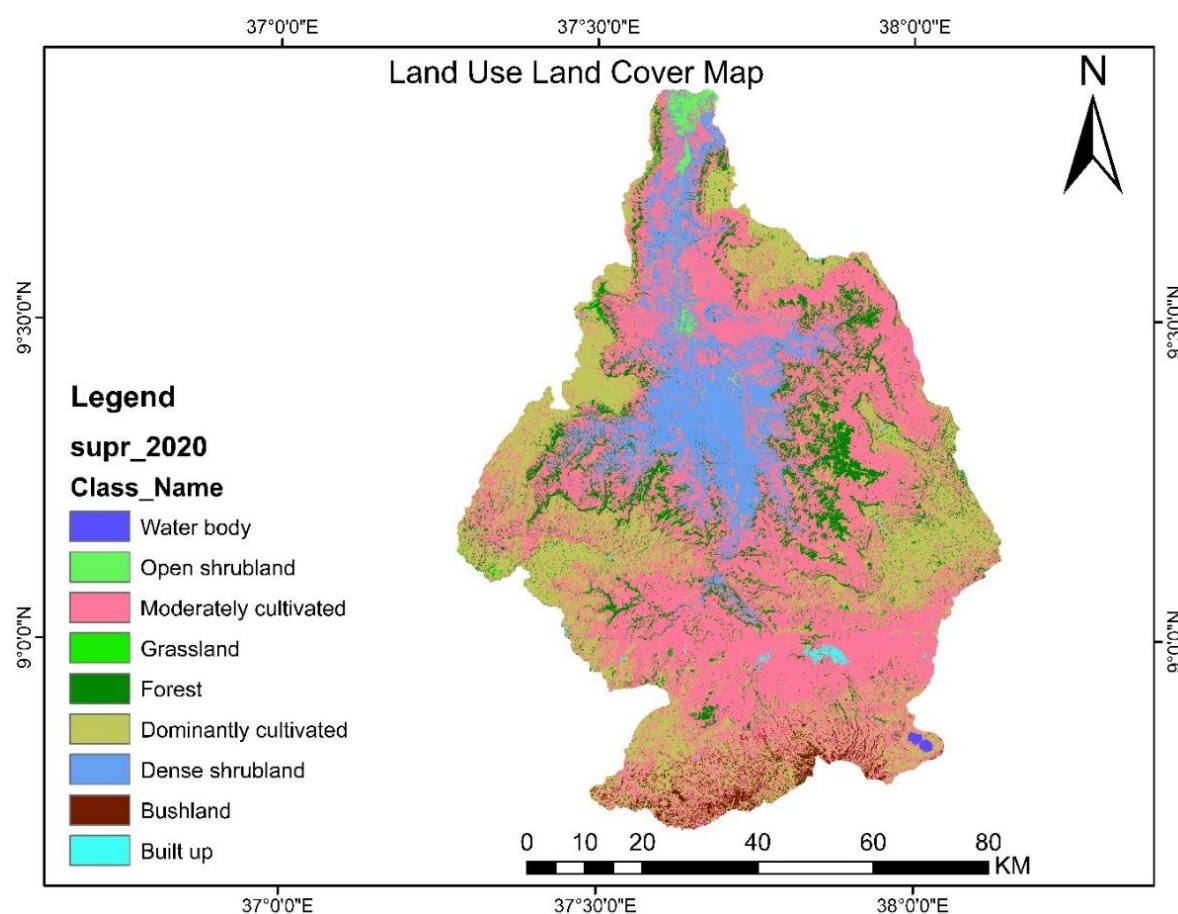 37°0'0"E 37°30'0"E 38°0'0"E
Land Use Land Cover Map
N
9°30'0"N 9°30'0"N
Legend
supr_2020
Class_Name
Water body
Open shrubland
Moderately cultivated
Grassland
Forest
Dominantly cultivated
Dense shrubland
Bushland
Built up
9°0'0"N 9°0'0"N
0 10 20 40 60 80
KM
37°0'0"E 37°30'0"E 38°0'0"E